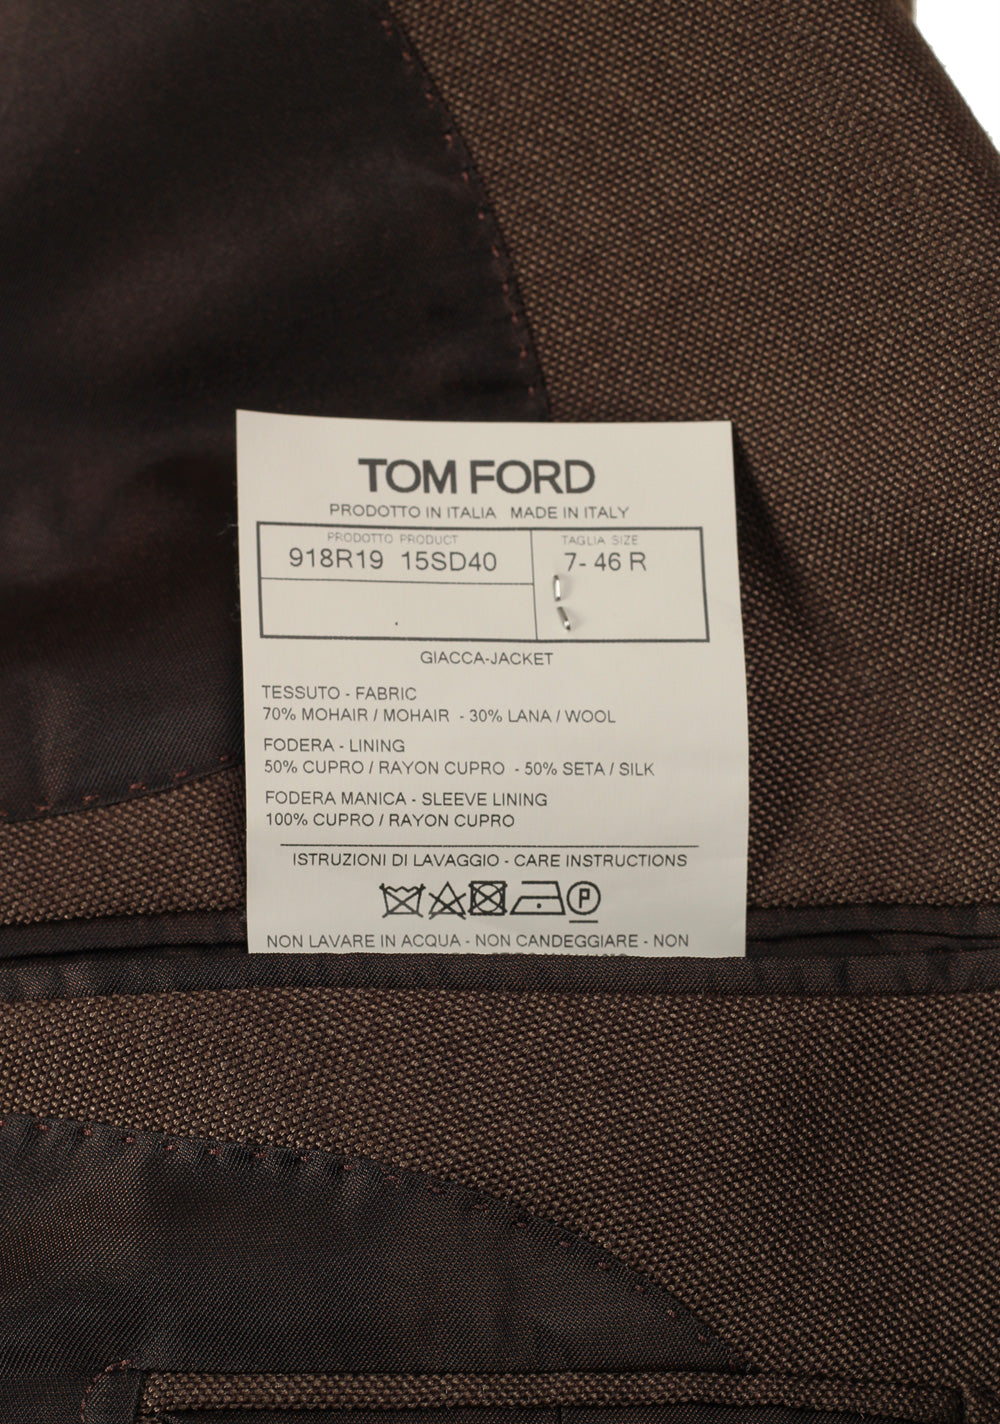 TOM FORD
PRODOTTO IN ITALIA MADE IN ITALY
PRODOTTO PRODUCT TAGLIA SIZE
918R19 15SD40 7- 46 R
GIACCA-JACKET
TESSUTO - FABRIC
70% MOHAIR / MOHAIR - 30% LANA / WOOL
FODERA - LINING
50% CUPRO / RAYON CUPRO - 50% SETA / SILK
FODERA MANICA - SLEEVE LINING
100% CUPRO / RAYON CUPRO
ISTRUZIONI DI LAVAGGIO - CARE INSTRUCTIONS
P
NON LAVARE IN ACQUA - NON CANDEGGIARE - NON